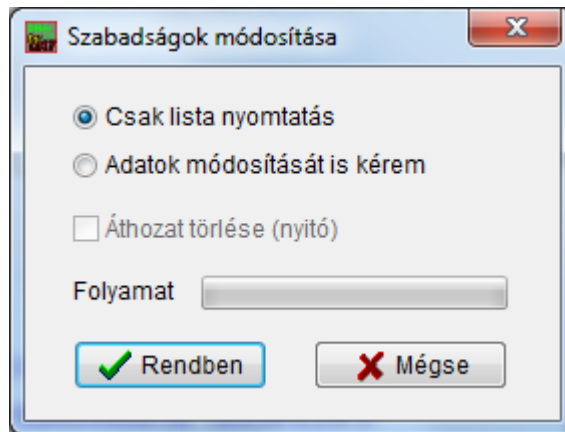 Szabadságok módosítása
Csak lista nyomtatás
Adatok módosítását is kérem
Áthozat törlése (nyitó)
Folyamat
Rendben
Mégse